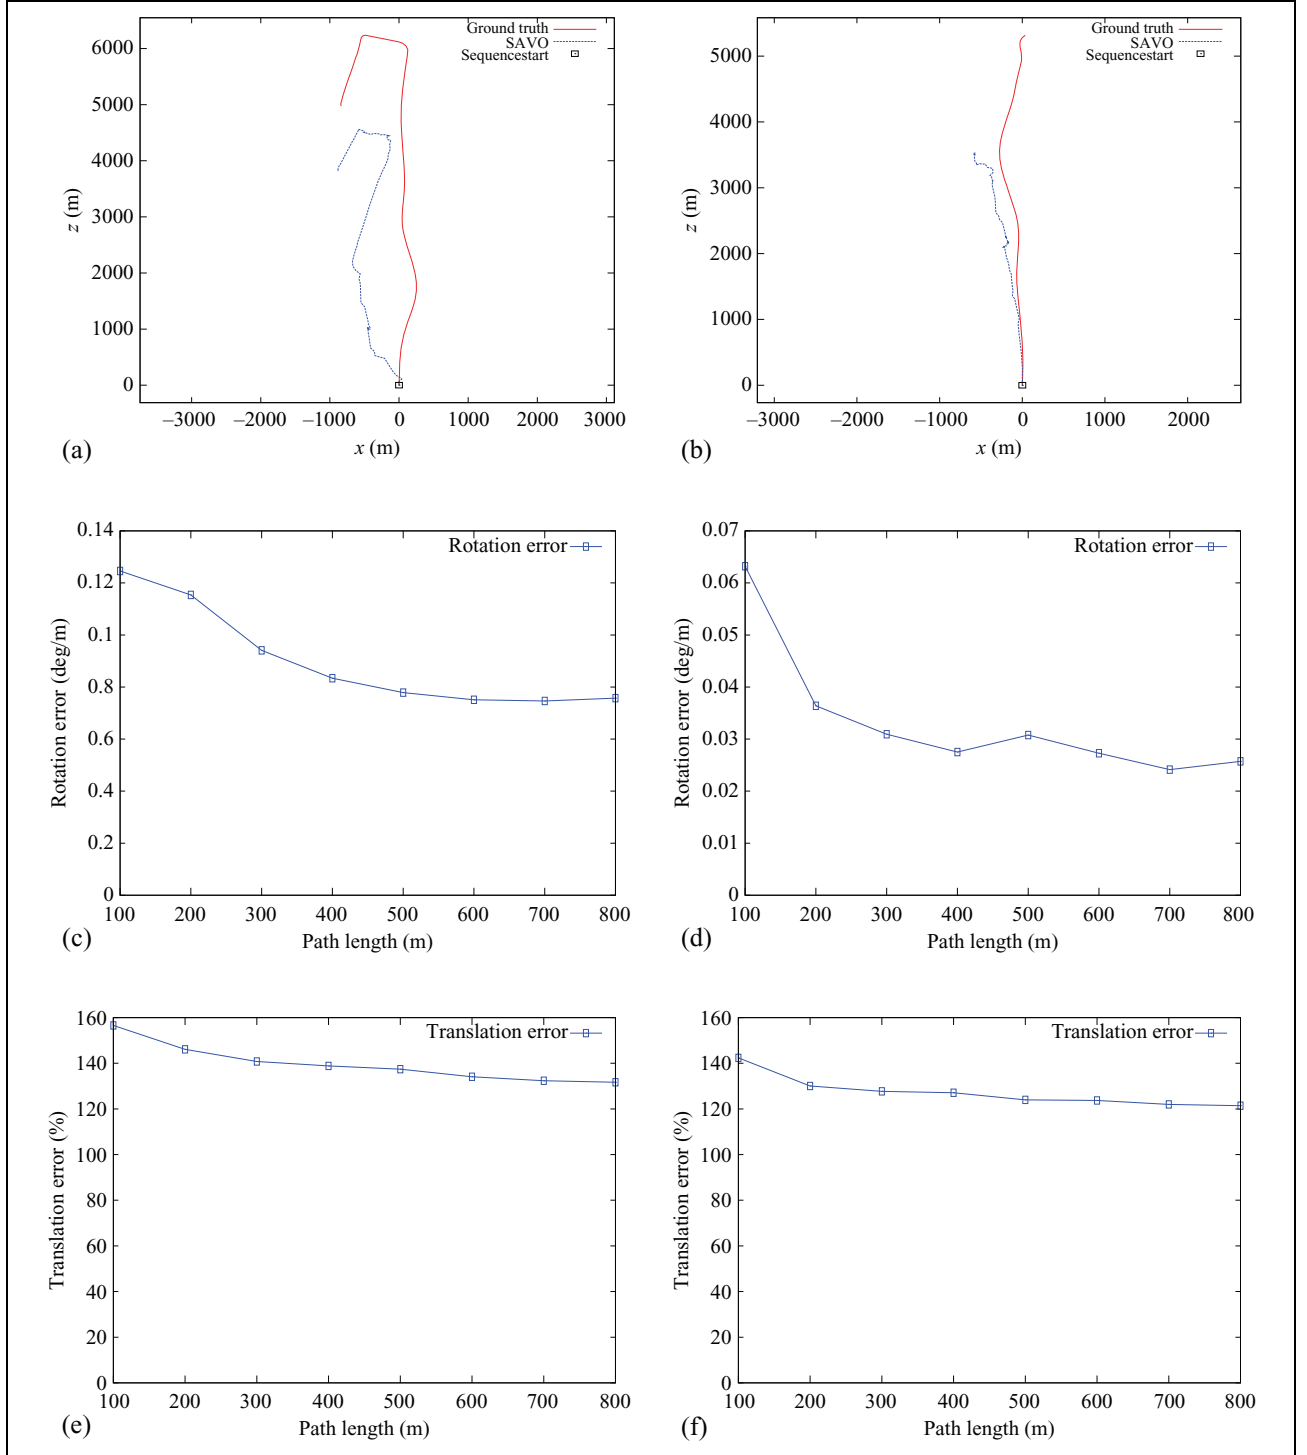 Ground truth
SAVO
Sequencestart
6000
5000
4000
3000
2000
1000
0
z (m)
−3000 −2000 −1000 0 1000 2000 3000
x (m)
(a)
Ground truth
SAVO
Sequencestart
5000
4000
3000
2000
1000
0
z (m)
−3000 −2000 −1000 0 1000 2000
x (m)
(b)
Rotation error
0.14
0.12
0.1
0.8
0.6
0.4
0.2
0
Rotation error (deg/m)
100 200 300 400 500 600 700 800
Path length (m)
(c)
Rotation error
0.07
0.06
0.05
0.04
0.03
0.02
0.01
0
Rotation error (deg/m)
100 200 300 400 500 600 700 800
Path length (m)
(d)
Translation error
160
140
120
100
80
60
40
20
0
Translation error (%)
100 200 300 400 500 600 700 800
Path length (m)
(e)
Translation error
160
140
120
100
80
60
40
20
0
Translation error (%)
100 200 300 400 500 600 700 800
Path length (m)
(f)